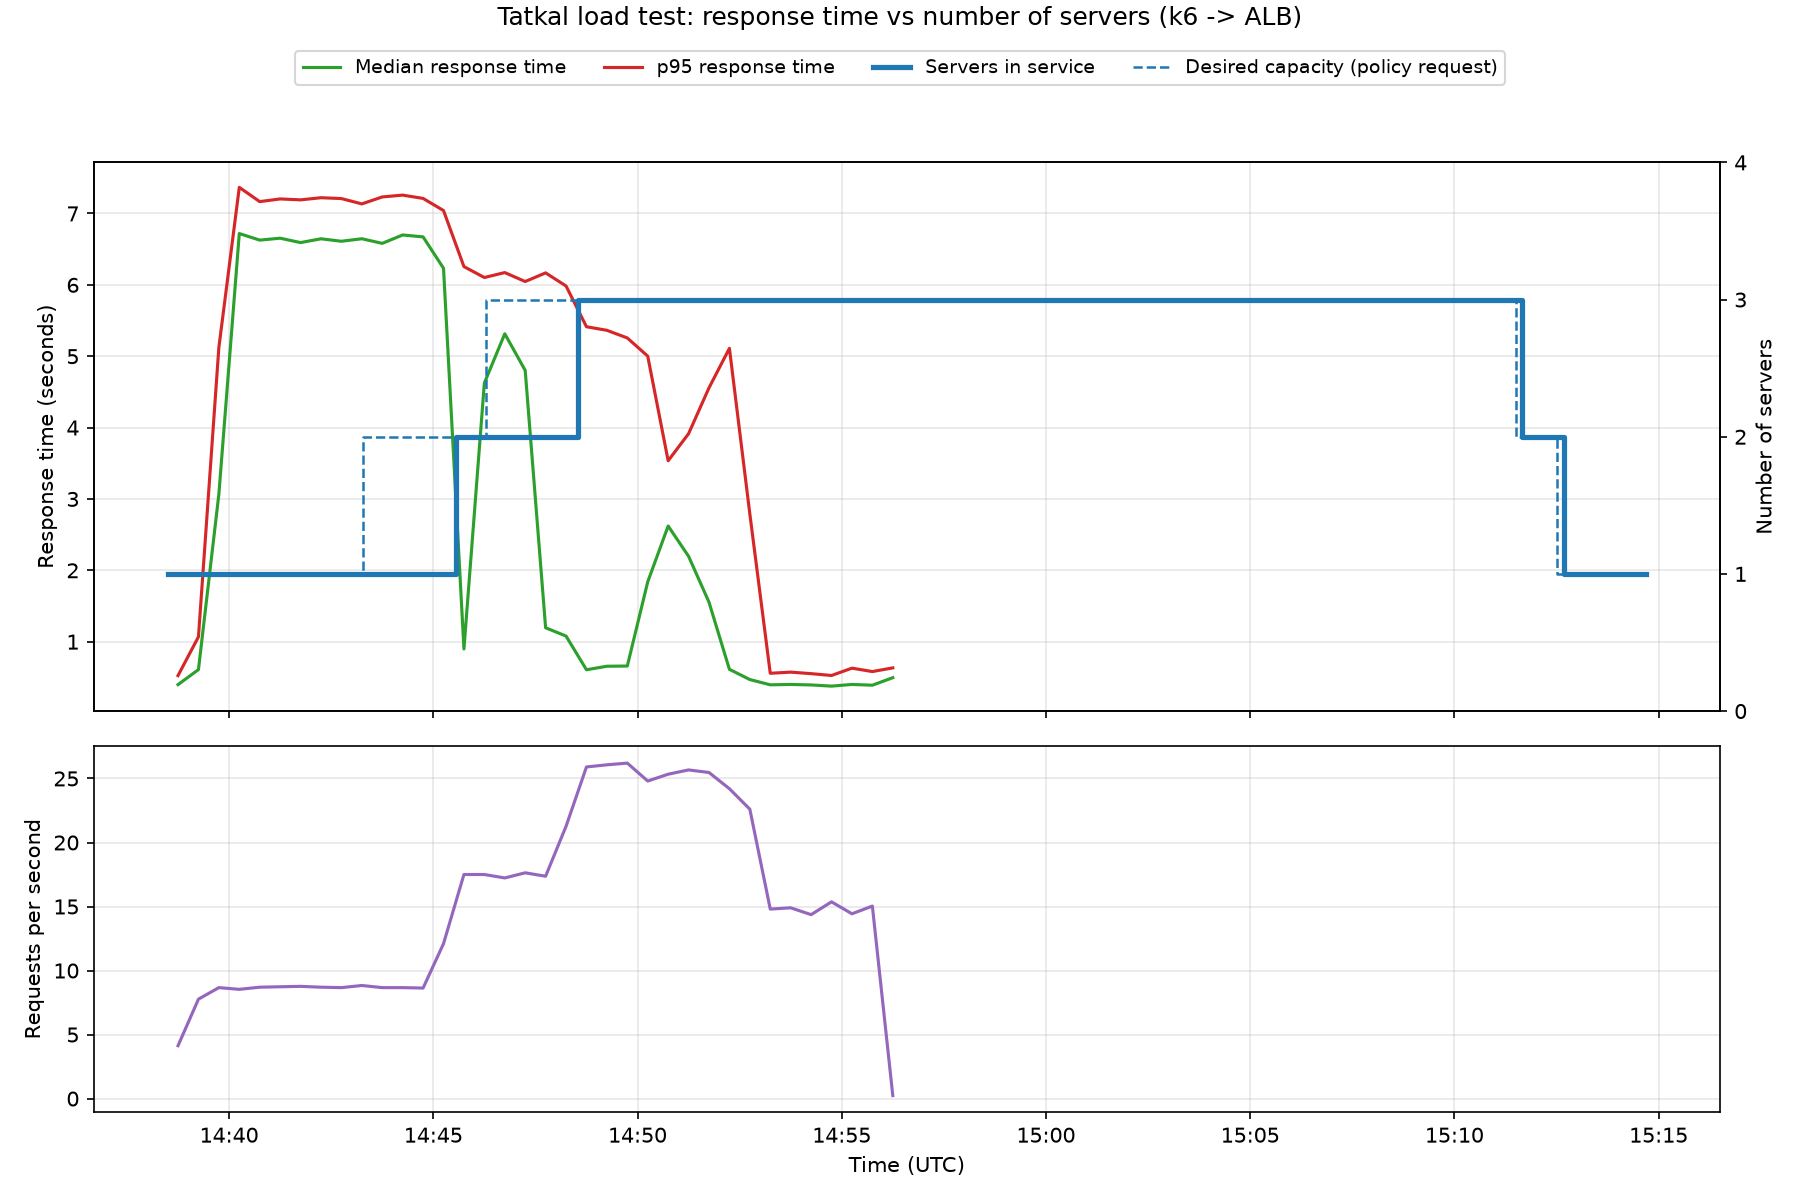 Tatkal load test: response time vs number of servers (k6 -> ALB)
Median response time
p95 response time
Servers in service
Desired capacity (policy request)
Response time (seconds)
7
6
5
4
3
2
1
Number of servers
4
3
2
1
0
Requests per second
25
20
15
10
5
0
14:40
14:45
14:50
14:55
15:00
15:05
15:10
15:15
Time (UTC)